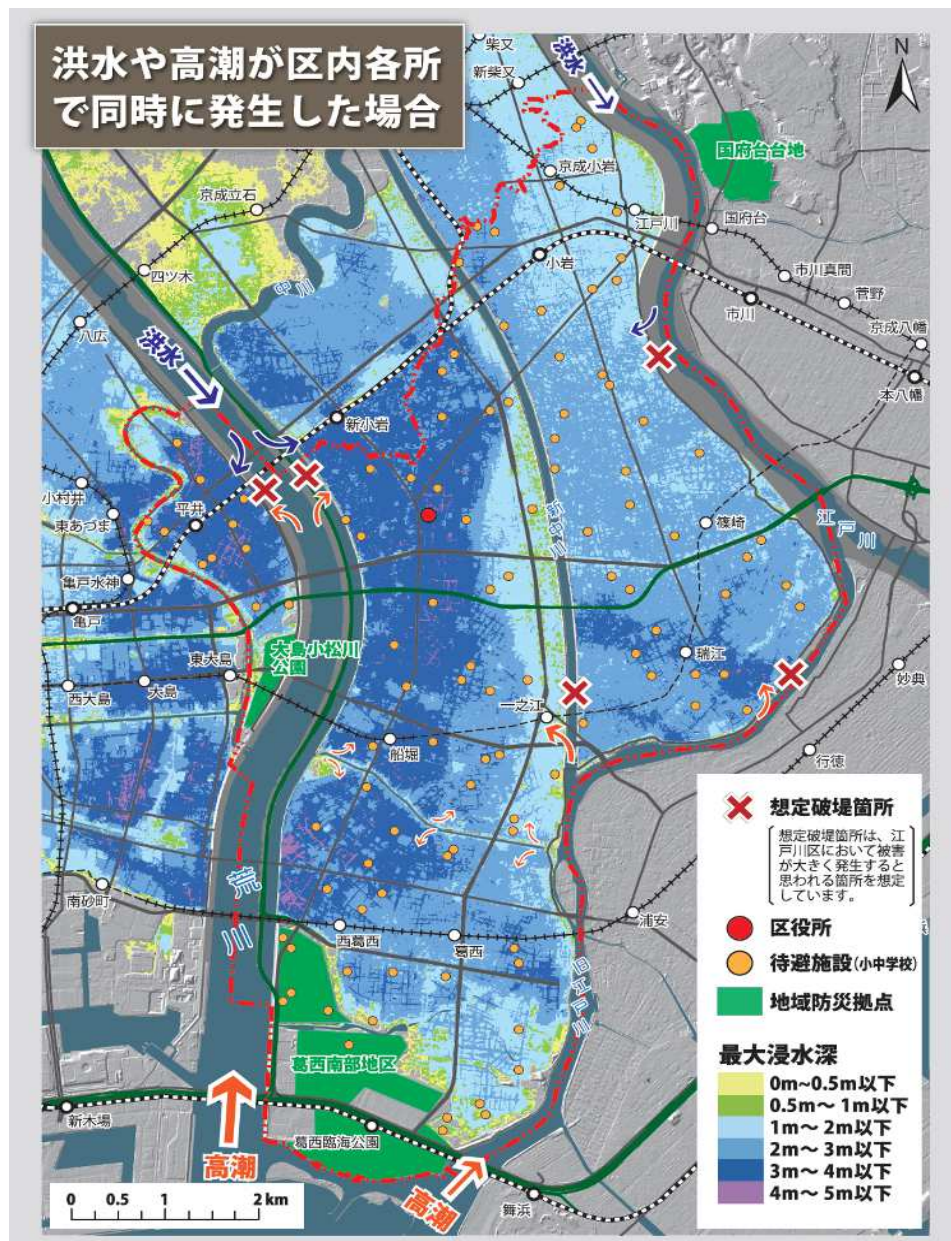 洪水や高潮が区内各所
で同時に発生した場合
柴又
新柴又
洪水
N
国府台台地
京成小岩
京成立石
江戸川
国府台
小岩
四ツ木
中川
市川真間
菅野
市川
八広
京成八幡
洪水
本八幡
新小岩
小村井
平井
東あづま
篠崎
江戸川
新中川
亀戸水神
亀戸
大島小松川
公園
東大島
瑞江
妙典
西大島
大島
一之江
船堀
行徳
想定破堤箇所
想定破堤箇所は、江
戸川区において被害
が大きく発生すると
思われる箇所を想定
しています。
荒川
南砂町
浦安
西葛西
葛西
区役所
待避施設(小中学校)
旧江戸川
地域防災拠点
最大浸水深
葛西南部地区
0m~0.5m以下
0.5m～1m以下
1m～2m以下
2m～3m以下
3m～4m以下
4m～5m以下
新木場
葛西臨海公園
高潮
高潮
舞浜
0 0.5 1 2 km